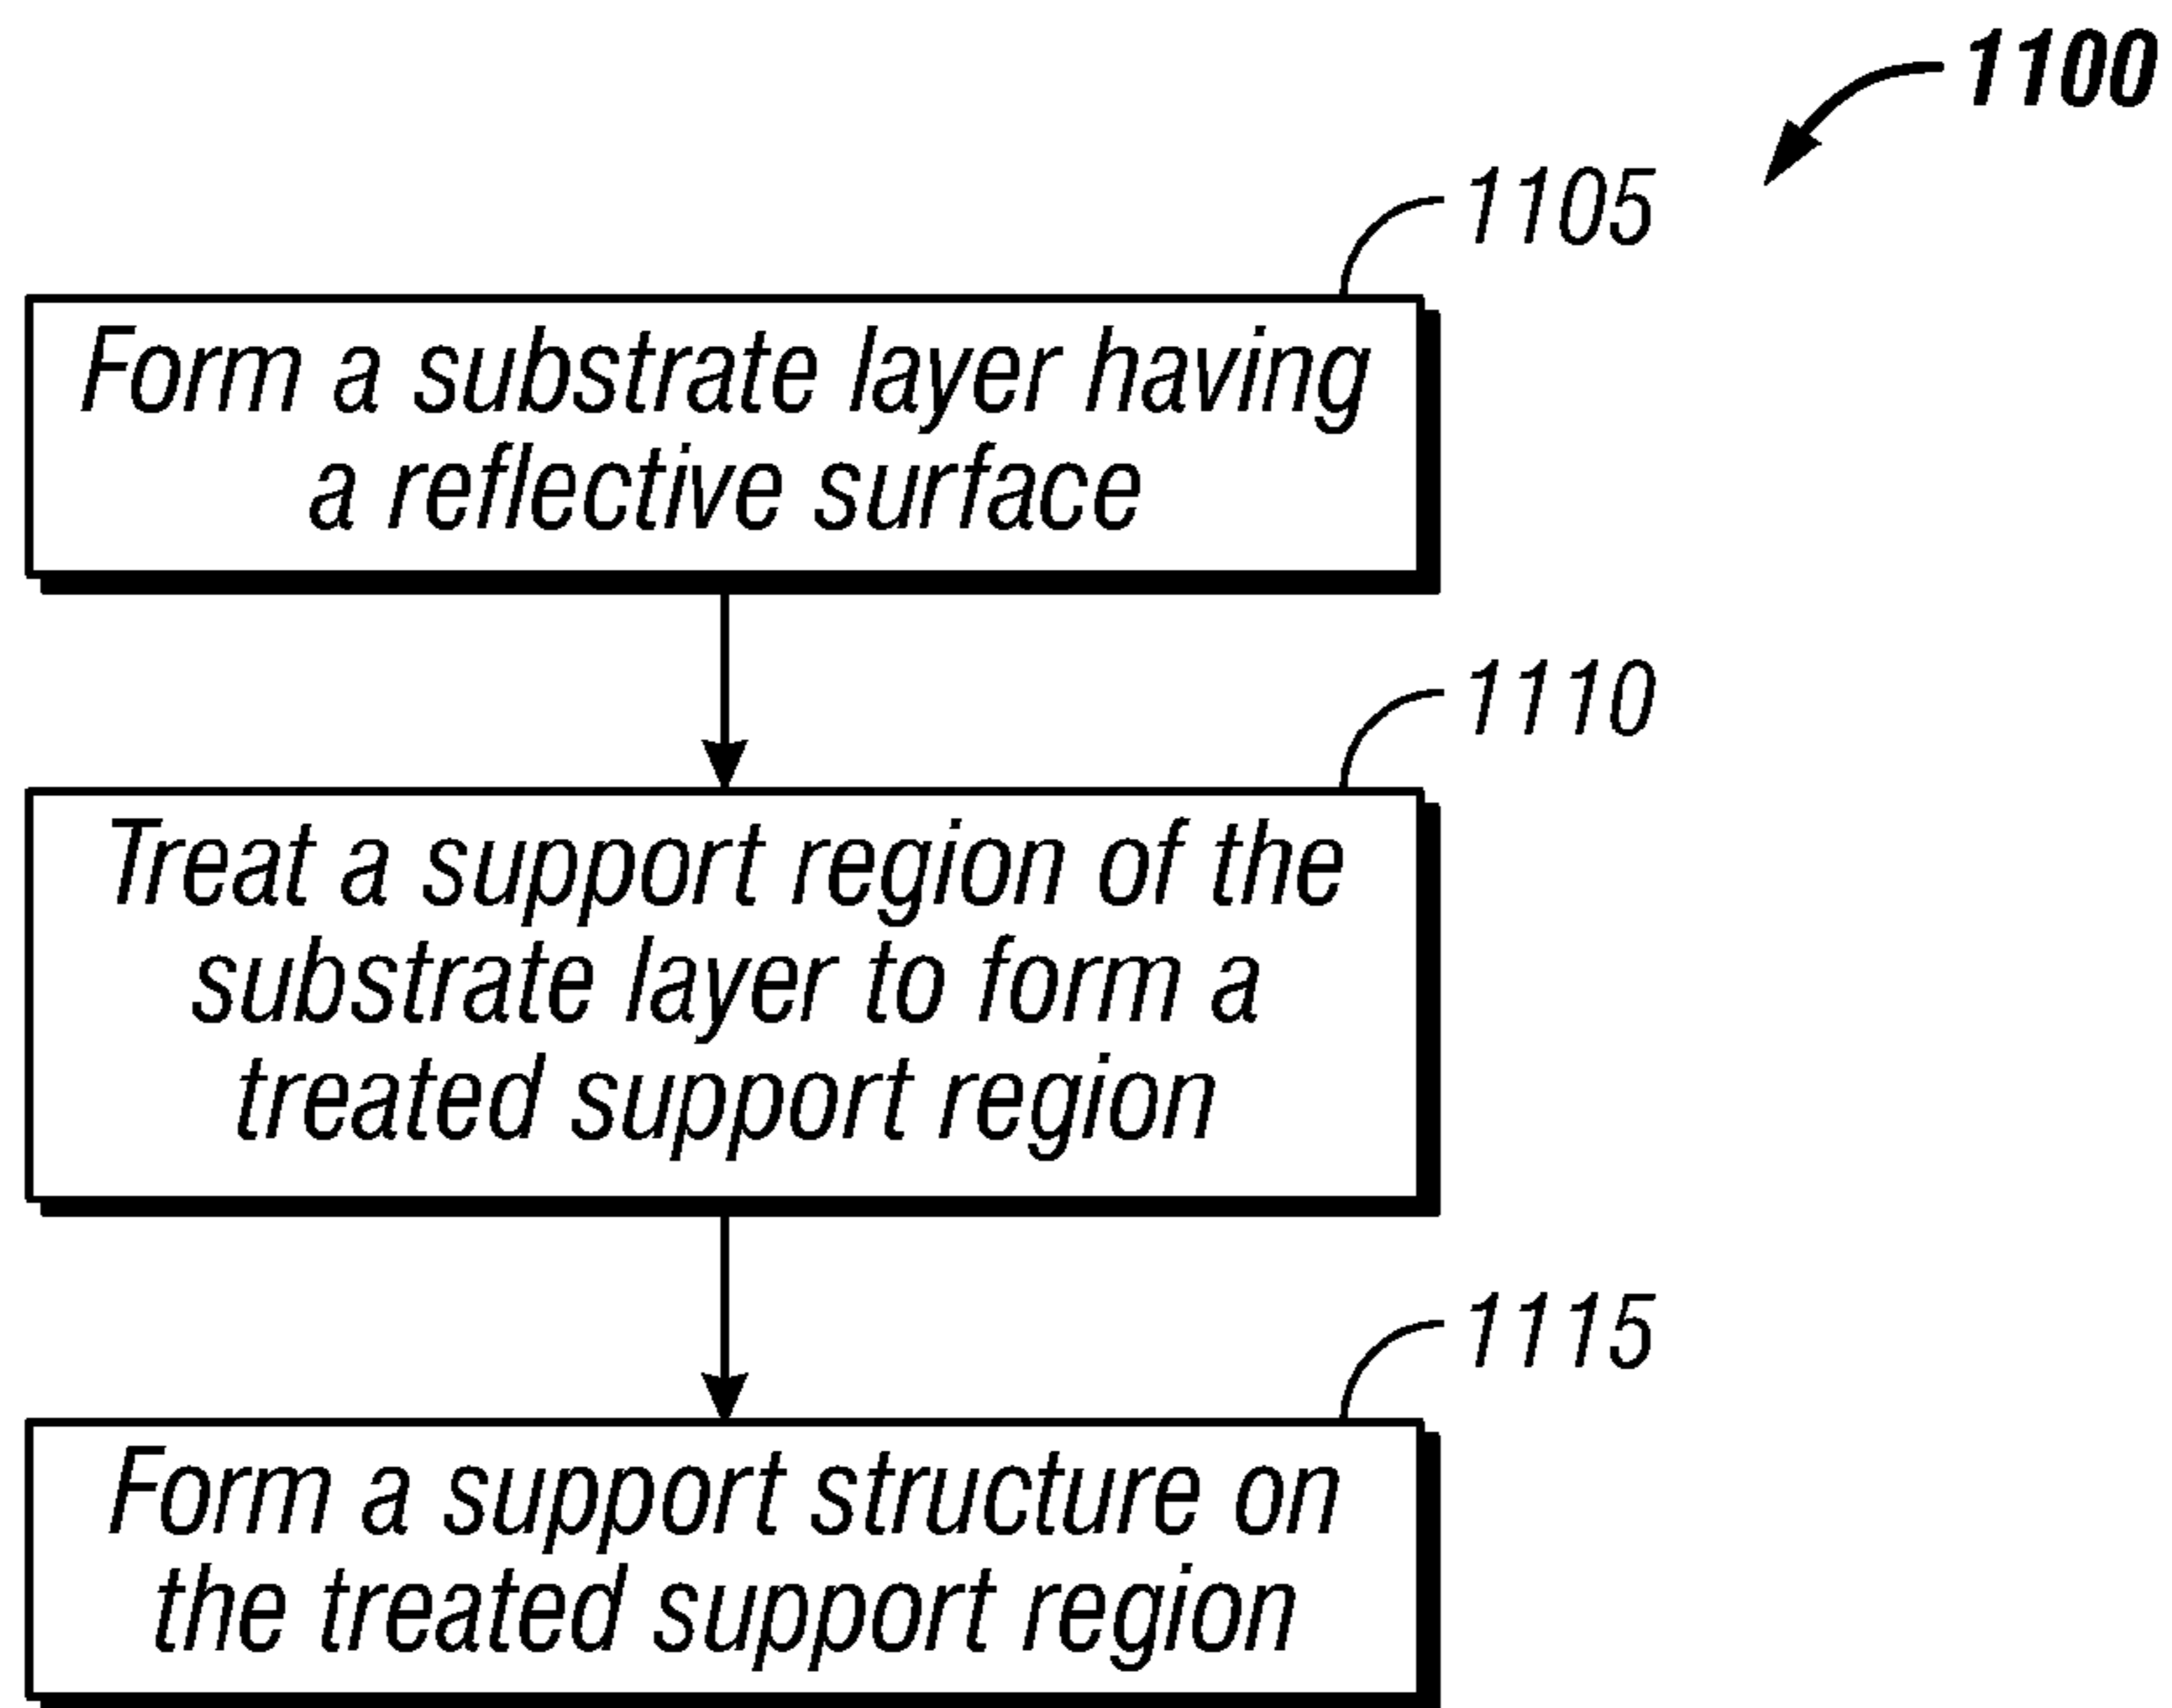 1100
1105
Form a substrate layer having
a reflective surface
1110
Treat a support region of the
substrate layer to form a
treated support region
1115
Form a support structure on
the treated support region